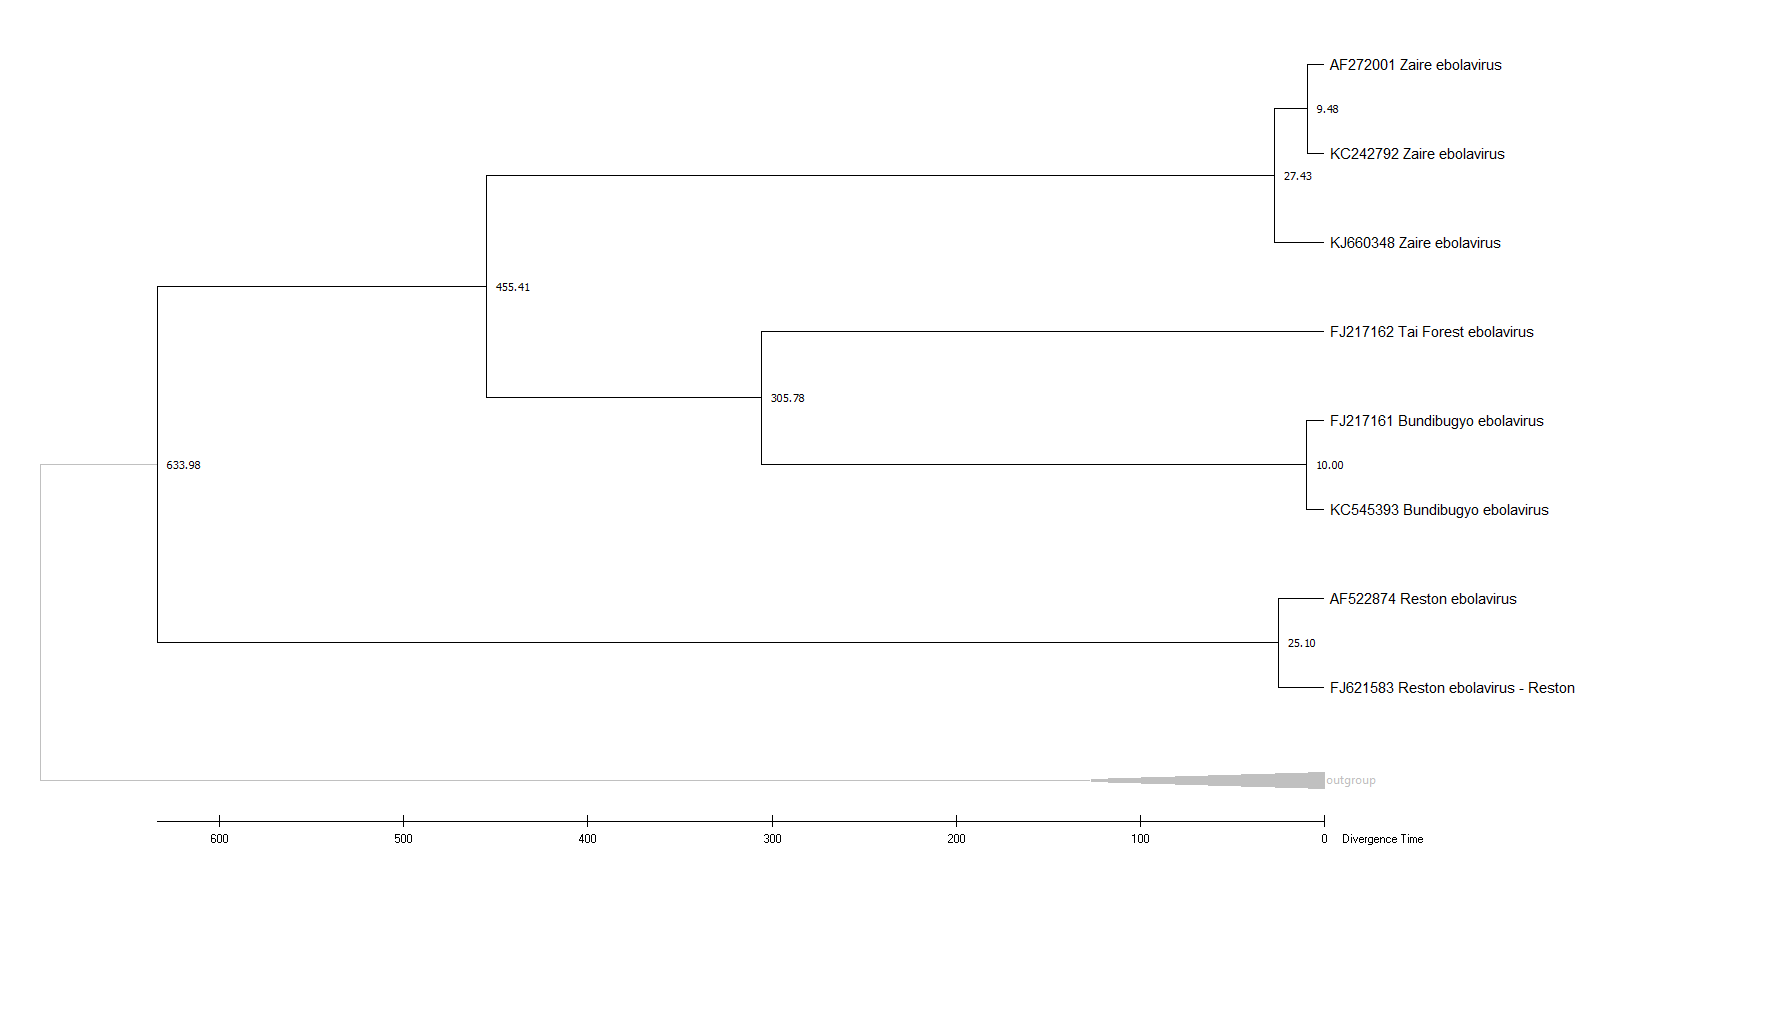 AF272001 Zaire ebolavirus
9.48
KC242792 Zaire ebolavirus
27.43
KJ660348 Zaire ebolavirus
455.41
FJ217162 Tai Forest ebolavirus
305.78
FJ217161 Bundibugyo ebolavirus
633.98
10.00
KC545393 Bundibugyo ebolavirus
AF522874 Reston ebolavirus
25.10
FJ621583 Reston ebolavirus - Reston
outgroup
600 500 400 300 200 100 0 Divergence Time